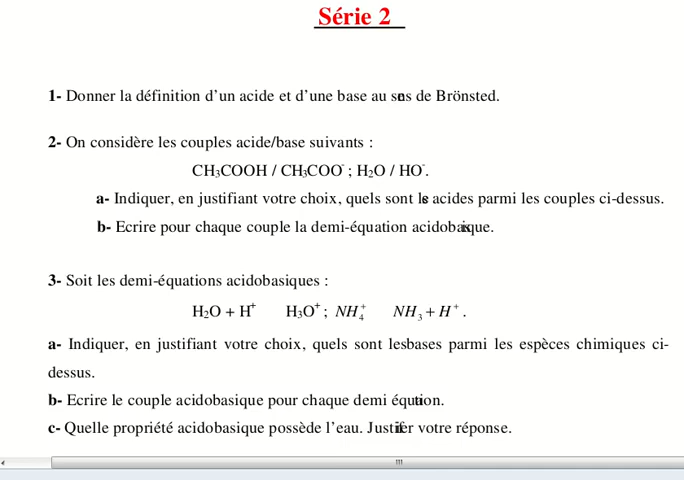 Série 2
1- Donner la définition d'un acide et d'une base au sens de Brönsted.
2- On considère les couples acide/base suivants :
CH₃COOH / CH₃COO⁻ ; H₂O / HO⁻.
a- Indiquer, en justifiant votre choix, quels sont les acides parmi les couples ci-dessus.
b- Ecrire pour chaque couple la demi-équation acidobasique.
3- Soit les demi-équations acidobasiques :
H₂O + H⁺ H₃O⁺ ; NH₄⁺ NH₃ + H⁺ .
a- Indiquer, en justifiant votre choix, quels sont lesbases parmi les espèces chimiques ci-
dessus.
b- Ecrire le couple acidobasique pour chaque demi équation.
c- Quelle propriété acidobasique possède l'eau. Justifier votre réponse.